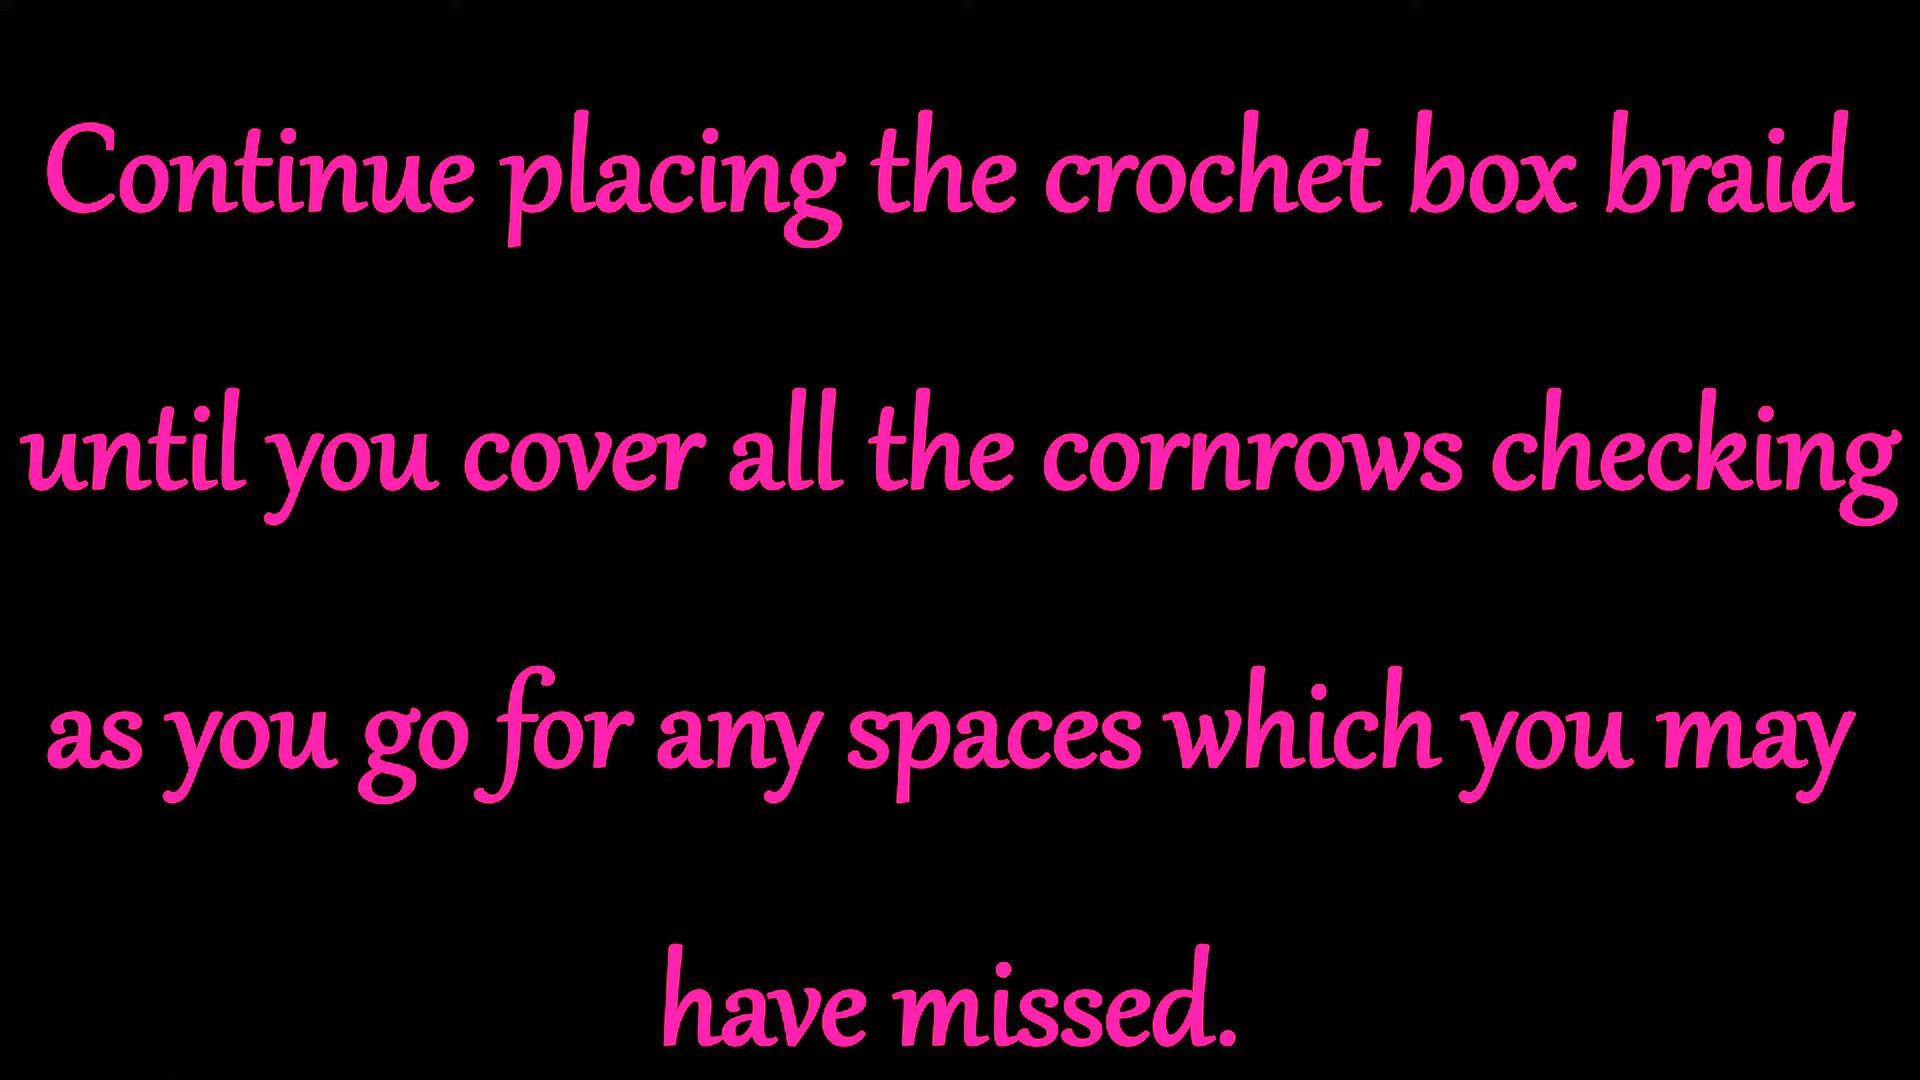 Continue placing the crochet box braid
until you cover all the cornrows checking
as you go for any spaces which you may
have missed.